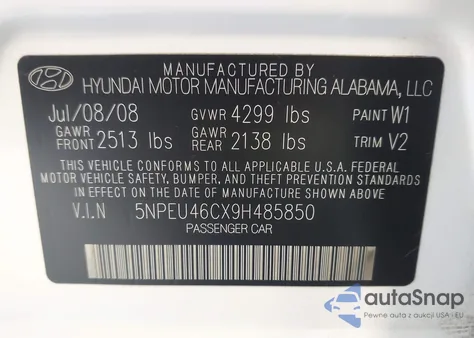 MANUFACTURED BY
HYUNDAI MOTOR MANUFACTURING ALABAMA, LLC
Jul/08/08 GVWR 4299 lbs PAINT W1
GAWR FRONT 2513 lbs GAWR REAR 2138 lbs TRIM V2
THIS VEHICLE CONFORMS TO ALL APPLICABLE U.S. FEDERAL
MOTOR VEHICLE SAFETY, BUMPER, AND THEFT PREVENTION STANDARDS
IN EFFECT ON THE DATE OF MANUFACTURE SHOWN ABOVE.
V.I.N 5NPEU46CX9H485850
PASSENGER CAR
autaSnap
Pewne auta z USA i EU